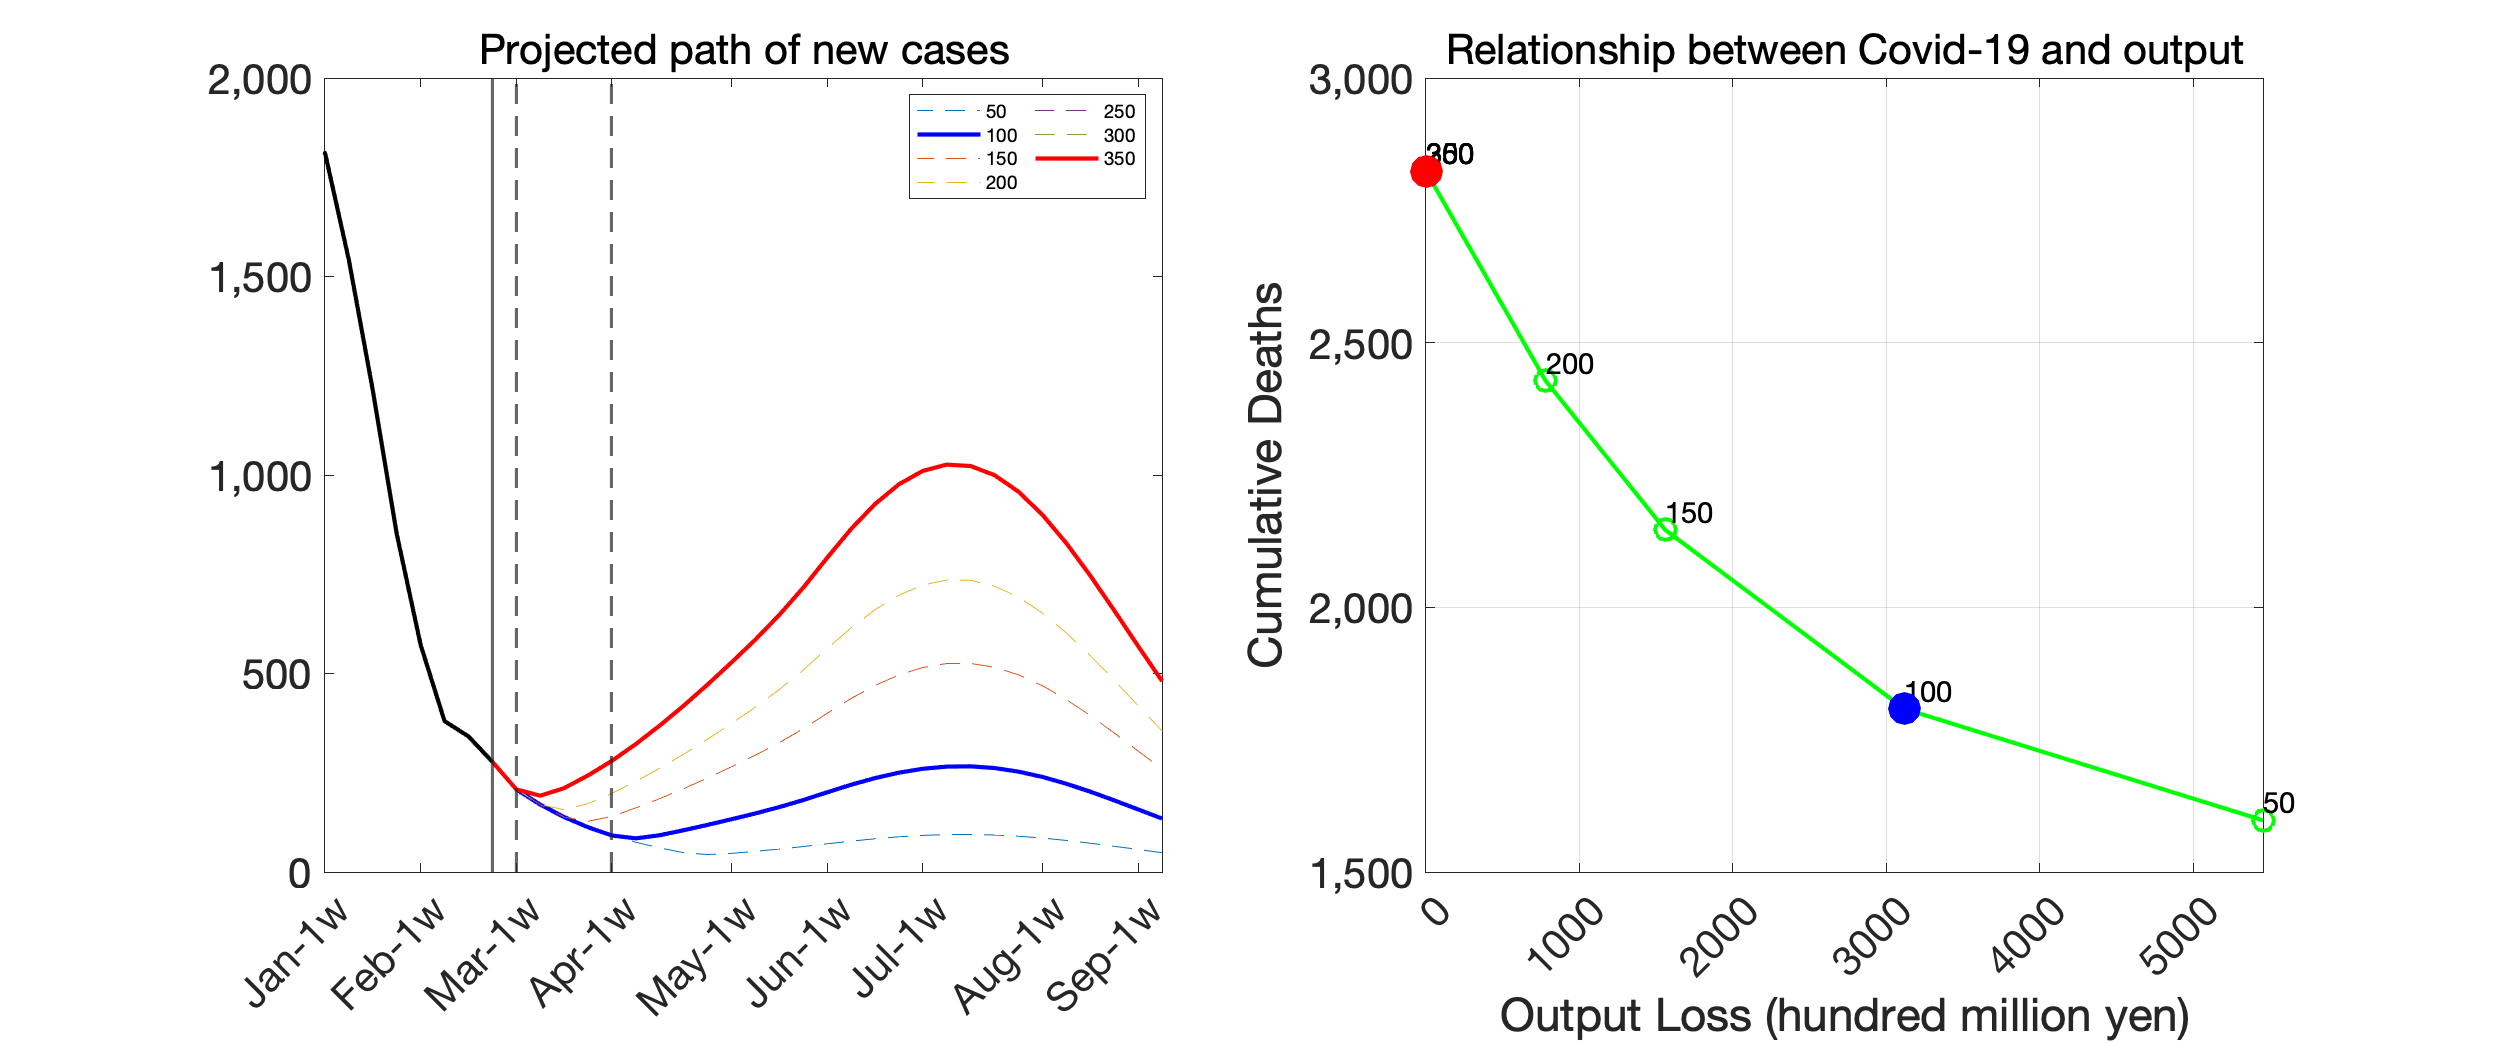 Projected path of new cases
2,000
1,500
1,000
500
0
50
100
150
200
250
300
350
Jan-1w
Feb-1w
Mar-1w
Apr-1w
May-1w
Jun-1w
Jul-1w
Aug-1w
Sep-1w
Relationship between Covid-19 and output
Cumulative Deaths
3,000
2,500
2,000
1,500
200
150
100
50
0
1000
2000
3000
4000
5000
Output Loss (hundred million yen)